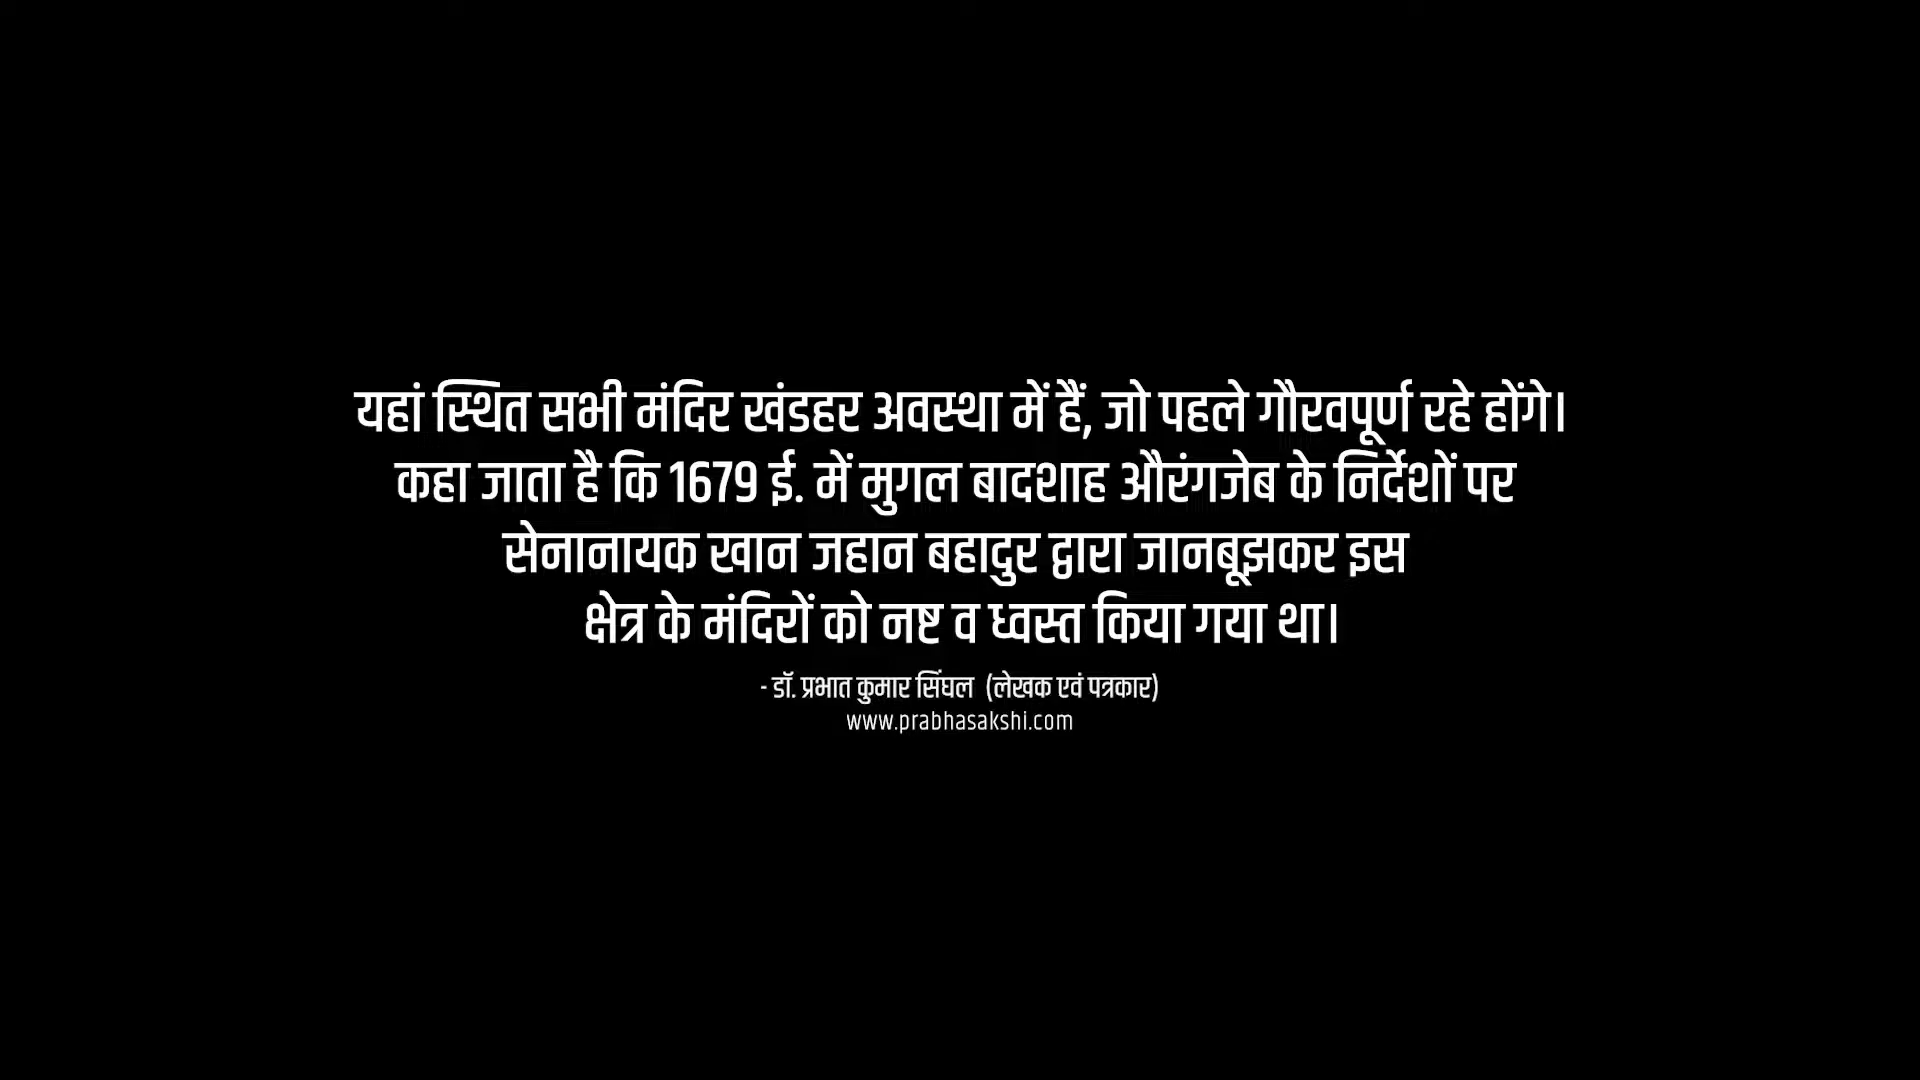 यहां स्थित सभी मंदिर खंडहर अवस्था में हैं, जो पहले गौरवपूर्ण रहे होंगे।
कहा जाता है कि 1679 ई. में मुगल बादशाह औरंगजेब के निर्देशों पर
सेनानायक खान जहान बहादुर द्वारा जानबूझकर इस
क्षेत्र के मंदिरों को नष्ट व ध्वस्त किया गया था।
- डॉ. प्रभात कुमार सिंघल (लेखक एवं पत्रकार)
www.prabhasakshi.com